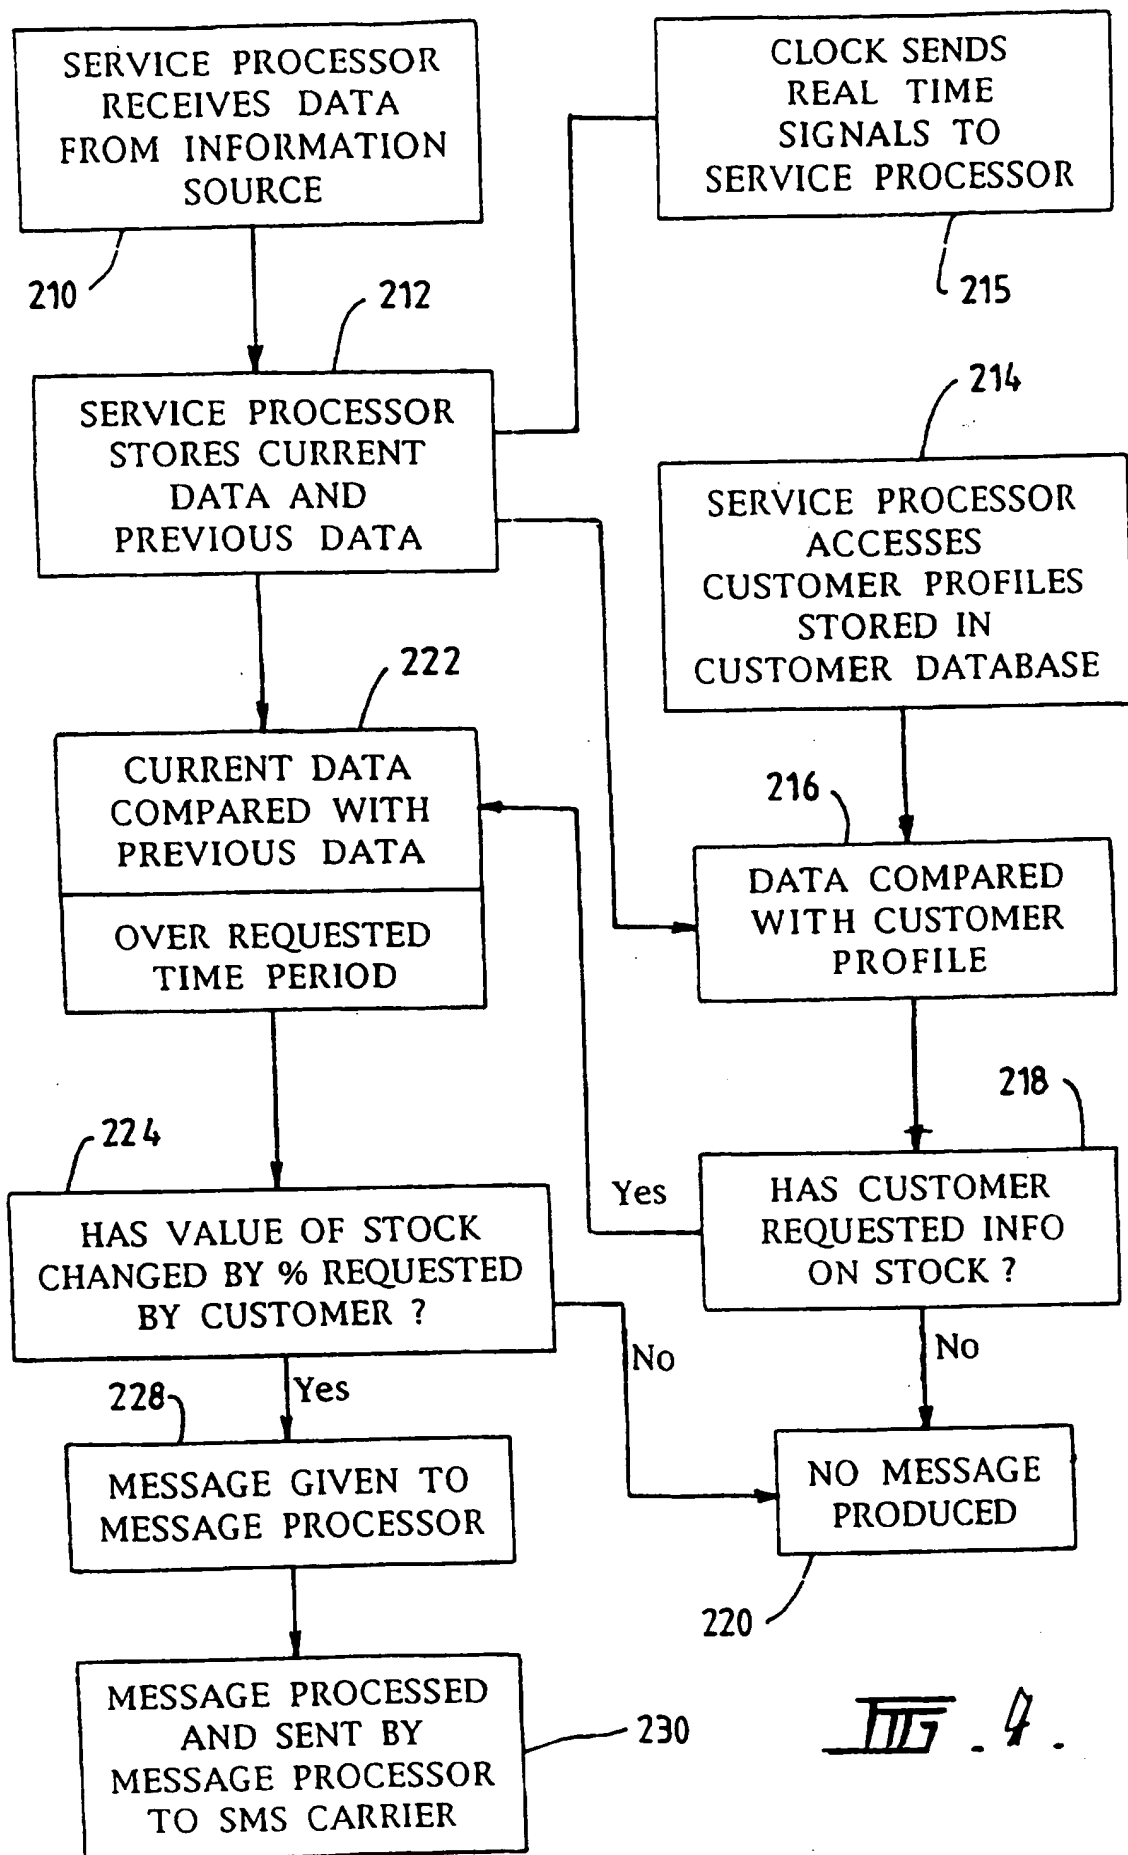 SERVICE PROCESSOR
RECEIVES DATA
FROM INFORMATION
SOURCE
210
CLOCK SENDS
REAL TIME
SIGNALS TO
SERVICE PROCESSOR
215
212
SERVICE PROCESSOR
STORES CURRENT
DATA AND
PREVIOUS DATA
214
SERVICE PROCESSOR
ACCESSES
CUSTOMER PROFILES
STORED IN
CUSTOMER DATABASE
222
CURRENT DATA
COMPARED WITH
PREVIOUS DATA
OVER REQUESTED
TIME PERIOD
216
DATA COMPARED
WITH CUSTOMER
PROFILE
218
HAS CUSTOMER
REQUESTED INFO
ON STOCK ?
Yes
No
224
HAS VALUE OF STOCK
CHANGED BY % REQUESTED
BY CUSTOMER ?
No
Yes
228
MESSAGE GIVEN TO
MESSAGE PROCESSOR
NO MESSAGE
PRODUCED
220
MESSAGE PROCESSED
AND SENT BY
MESSAGE PROCESSOR
TO SMS CARRIER
230
FIG